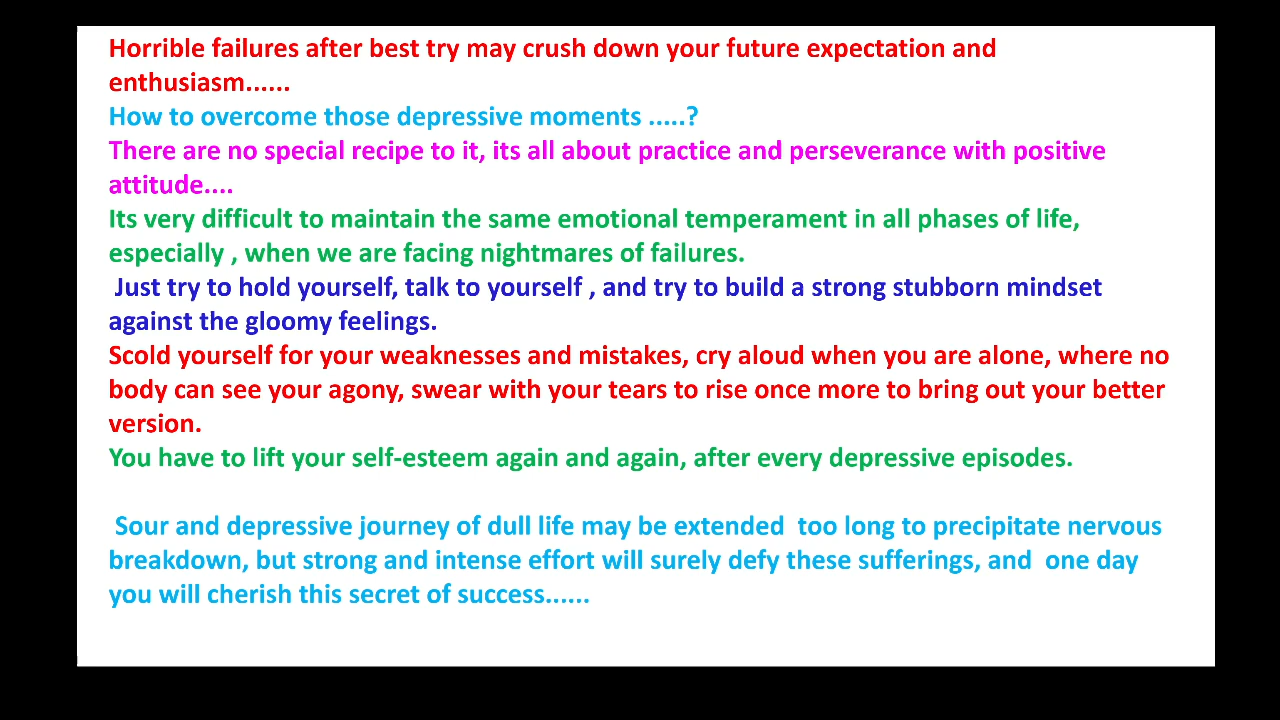 Horrible failures after best try may crush down your future expectation and
enthusiasm......
How to overcome those depressive moments .....?
There are no special recipe to it, its all about practice and perseverance with positive
attitude....
Its very difficult to maintain the same emotional temperament in all phases of life,
especially , when we are facing nightmares of failures.
Just try to hold yourself, talk to yourself , and try to build a strong stubborn mindset
against the gloomy feelings.
Scold yourself for your weaknesses and mistakes, cry aloud when you are alone, where no
body can see your agony, swear with your tears to rise once more to bring out your better
version.
You have to lift your self-esteem again and again, after every depressive episodes.
Sour and depressive journey of dull life may be extended  too long to precipitate nervous
breakdown, but strong and intense effort will surely defy these sufferings, and  one day
you will cherish this secret of success......